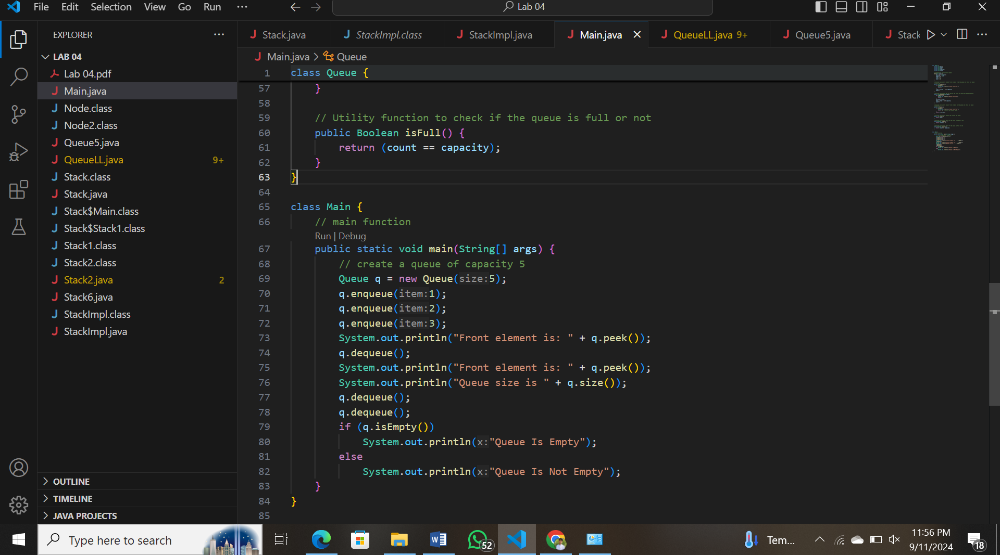 File Edit Selection View Go Run ··· Lab 04
EXPLORER ···
LAB 04
Lab 04.pdf
Main.java
Node.class
Node2.class
Queue5.java
QueueLL.java 9+
Stack.class
Stack.java
Stack$Main.class
Stack$Stack1.class
Stack1.class
Stack2.class
Stack2.java 2
Stack6.java
StackImpl.class
StackImpl.java
OUTLINE
TIMELINE
JAVA PROJECTS
Stack.java StackImpl.class StackImpl.java Main.java QueueLL.java 9+ Queue5.java Stack
Main.java > Queue
1 class Queue {
57 }
58
59 // Utility function to check if the queue is full or not
60 public Boolean isFull() {
61 return (count == capacity);
62 }
63 }
64
65 class Main {
66 // main function
Run | Debug
67 public static void main(String[] args) {
68 // create a queue of capacity 5
69 Queue q = new Queue(size:5);
70 q.enqueue(item:1);
71 q.enqueue(item:2);
72 q.enqueue(item:3);
73 System.out.println("Front element is: " + q.peek());
74 q.dequeue();
75 System.out.println("Front element is: " + q.peek());
76 System.out.println("Queue size is " + q.size());
77 q.dequeue();
78 q.dequeue();
79 if (q.isEmpty())
80 System.out.println(x:"Queue Is Empty");
81 else
82 System.out.println(x:"Queue Is Not Empty");
83 }
84 }
85
Type here to search
52
Tem...
11:56 PM
9/11/2024
18